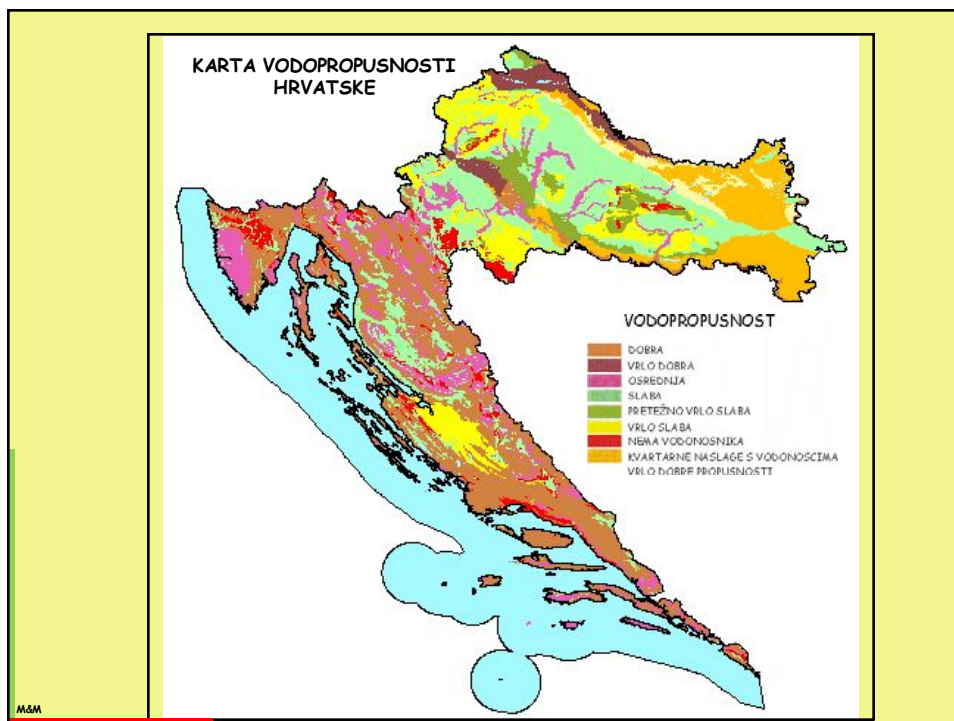 KARTA VODOPROPUSNOSTI
HRVATSKE
VODOPROPUSNOST
DOBRA
VRLO DOBRA
OSREDNJA
SLABA
PRETEŽNO VRLO SLABA
VRLO SLABA
NEMA VODONOSNIKA
KVARTARNE NASLAGE S VODONOSCIMA
VRLO DOBRE PROPUSNOSTI
M&M